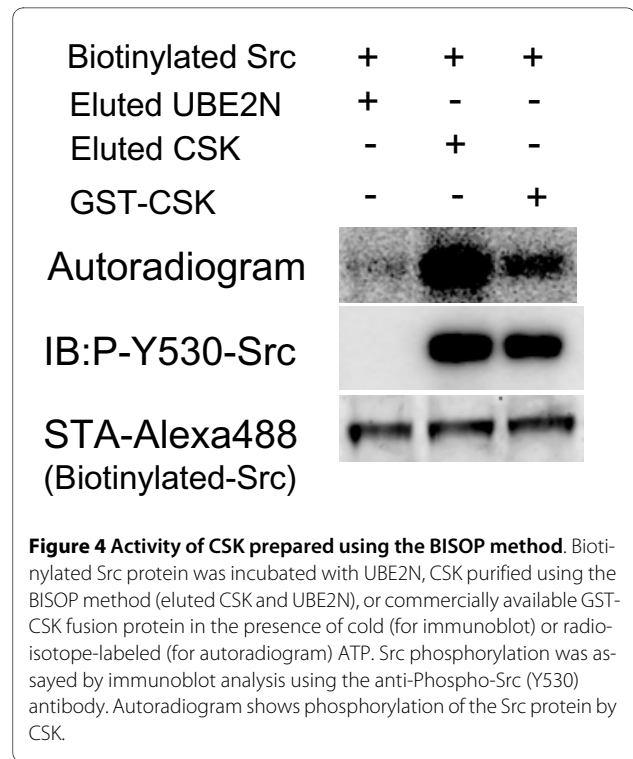 Biotinylated Src + + +
Eluted UBE2N + - -
Eluted CSK - + -
GST-CSK - - +
Autoradiogram
IB:P-Y530-Src
STA-Alexa488
(Biotinylated-Src)
Figure 4 Activity of CSK prepared using the BISOP method. Bioti-
nylated Src protein was incubated with UBE2N, CSK purified using the
BISOP method (eluted CSK and UBE2N), or commercially available GST-
CSK fusion protein in the presence of cold (for immunoblot) or radio-
isotope-labeled (for autoradiogram) ATP. Src phosphorylation was as-
sayed by immunoblot analysis using the anti-Phospho-Src (Y530)
antibody. Autoradiogram shows phosphorylation of the Src protein by
CSK.